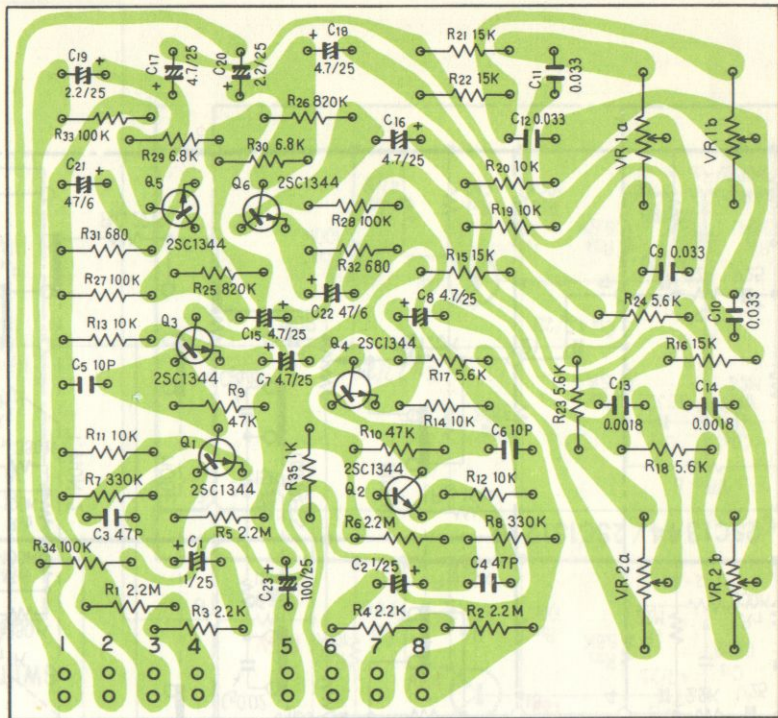 C19
2.2/25
C17
4.7/25
C20
2.2/25
C18
4.7/25
R21 15K
R22 15K
C11
0.033
R33 100K
R26 820K
C16
4.7/25
C12 0.033
VR1a
VR1b
R29 6.8K
R30 6.8K
C21
47/6
Q5
2SC1344
Q6
2SC1344
R20 10K
R28 100K
R19 10K
R31 680
R32 680
R15 15K
C9 0.033
R27 100K
R25 820K
C22 47/6
C8 4.7/25
R24 5.6K
C10
0.033
R13 10K
Q3
2SC1344
C15 4.7/25
Q4
2SC1344
R16 15K
C5 10P
C7 4.7/25
R17 5.6K
R23 5.6K
C13
0.0018
C14
0.0018
R9
47K
R14 10K
R11 10K
Q1
2SC1344
R35 1K
R10 47K
C6 10P
R18 5.6K
R7 330K
2SC1344
Q2
R12 10K
C3 47P
R5 2.2M
R6 2.2M
R8 330K
R34 100K
C1
1/25
C23
100/25
C2 1/25
C4 47P
VR2a
VR2b
R1 2.2M
R3 2.2K
R4 2.2K
R2 2.2M
1 2 3 4 5 6 7 8